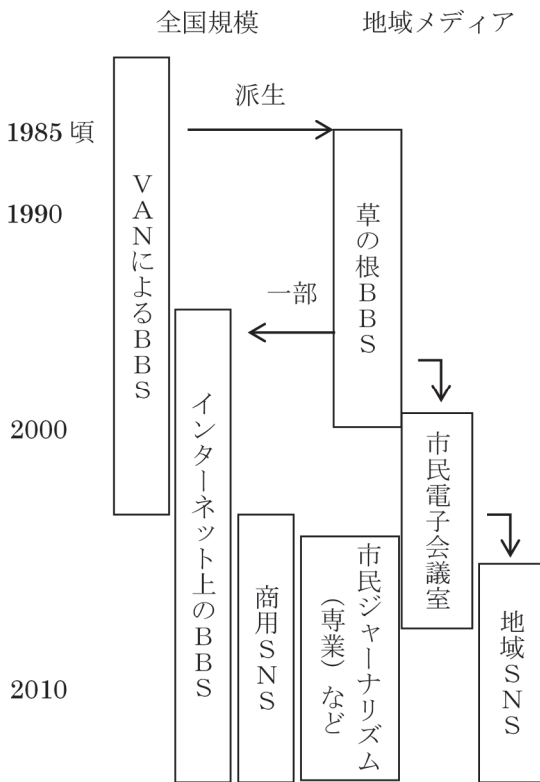 全国規模
地域メディア
派生
1985頃
1990
一部
2000
2010
VANによるBBS
インターネット上のBBS
商用SNS
草の根BBS
市民ジャーナリズム
（専業）など
市民電子会議室
地域SNS